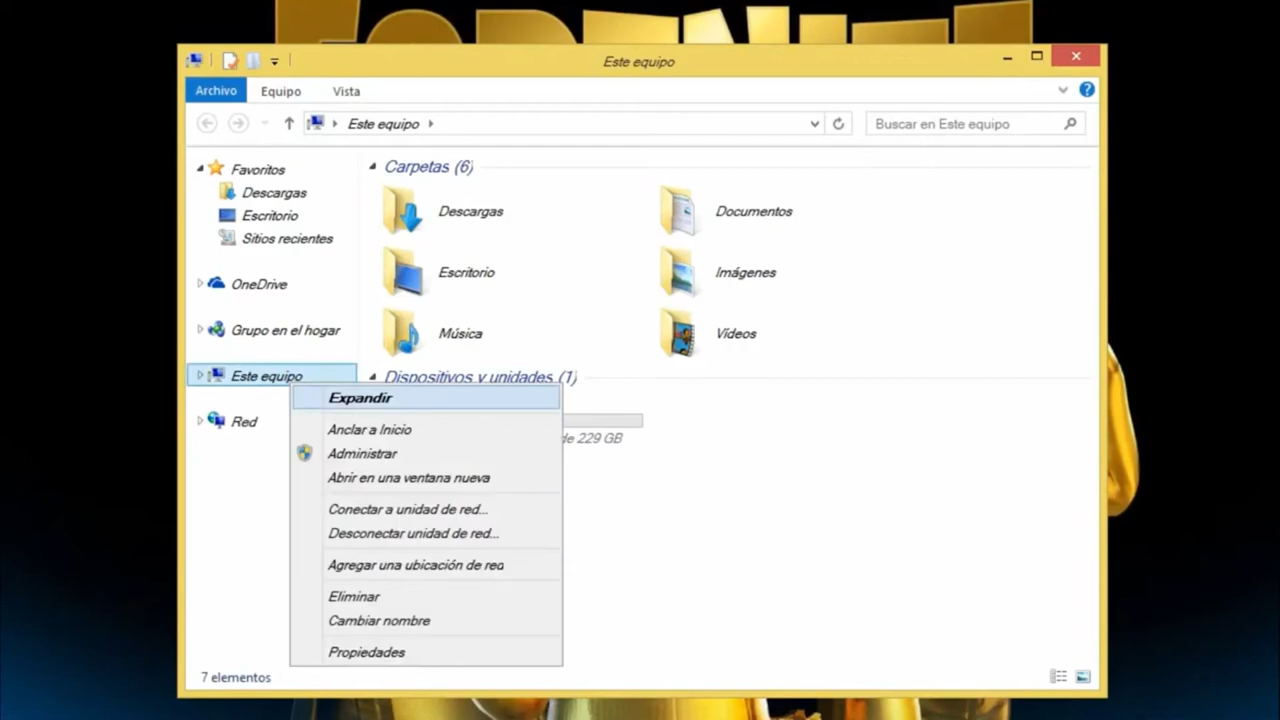 FORTNITE
Este equipo
Archivo
Equipo
Vista
Este equipo
Buscar en Este equipo
Favoritos
Descargas
Escritorio
Sitios recientes
OneDrive
Grupo en el hogar
Este equipo
Red
Carpetas (6)
Descargas
Documentos
Escritorio
Imágenes
Música
Vídeos
Dispositivos y unidades (1)
de 229 GB
Expandir
Anclar a Inicio
Administrar
Abrir en una ventana nueva
Conectar a unidad de red...
Desconectar unidad de red...
Agregar una ubicación de red
Eliminar
Cambiar nombre
Propiedades
7 elementos